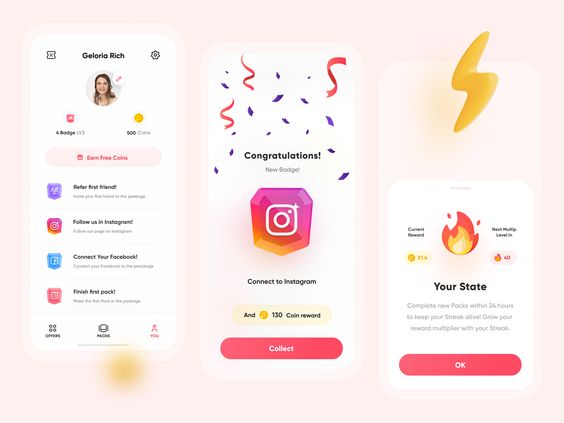 Geloria Rich
4 Badge LV3
500 Coins
Earn Free Coins
Refer first friend!
Invite your first friend to the peekage
Follow us in Instagram!
Follow our page on Instagram
Connect Your Facebook!
Connect your Facebook to the peekage
Finish first pack!
Make the first Pack in the peekage
OFFERS
PACKS
YOU
Congratulations!
New Badge!
Connect to Instagram
And 130 Coin reward
Collect
Current
Reward
X1.4
Next Multip
Level in
40
Your State
Complete new Packs within 24 hours
to keep your Streak alive! Grow your
reward multiplier with your Streak.
OK